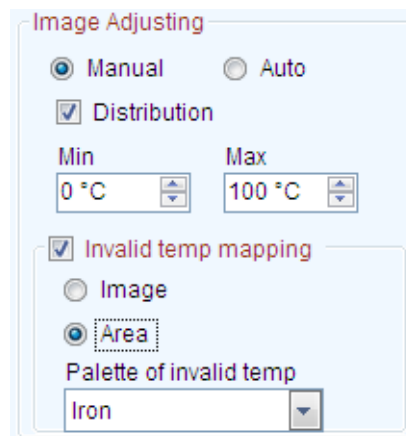 Image Adjusting
Manual Auto
Distribution
Min Max
0 °C 100 °C
Invalid temp mapping
Image
Area
Palette of invalid temp
Iron